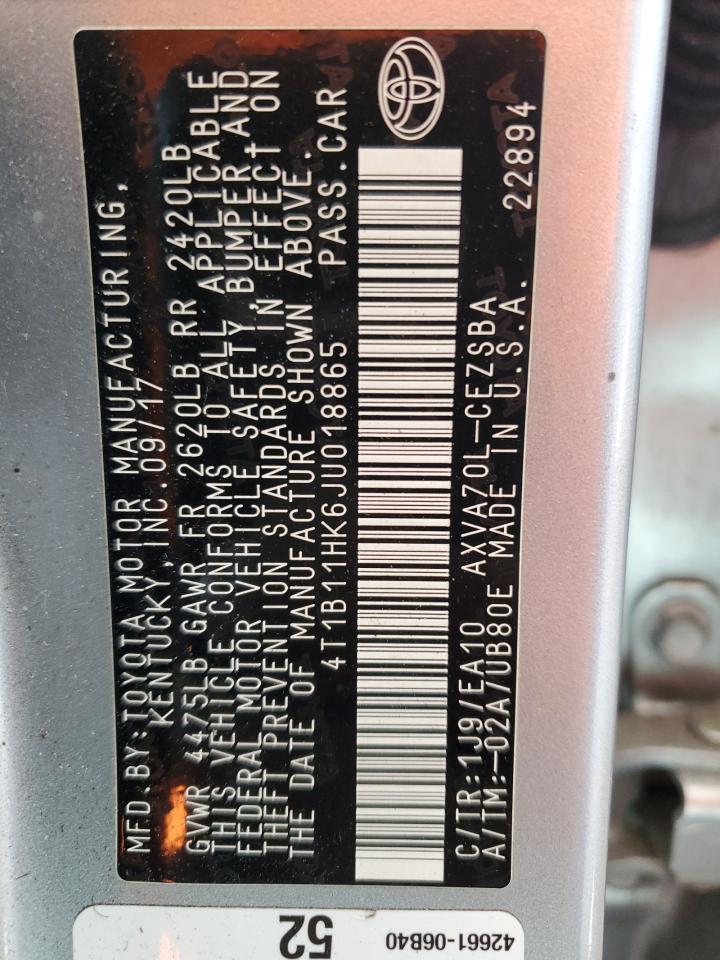 MFD.BY:TOYOTA MOTOR MANUFACTURING,
KENTUCKY,INC.09/17
GVWR 4475LB GAWR FR 2620LB RR 2420LB
THIS VEHICLE CONFORMS TO ALL APPLICABLE
FEDERAL MOTOR VEHICLE SAFETY,BUMPER AND
THEFT PREVENTION STANDARDS IN EFFECT ON
THE DATE OF MANUFACTURE SHOWN ABOVE.
4T1B11HK6JU018865 PASS.CAR
C/TR:1J9/EA10 AXVA70L-CEZSBA 22894
A/TM:-02A/UB80E MADE IN U.S.A.
52
42661-06B40